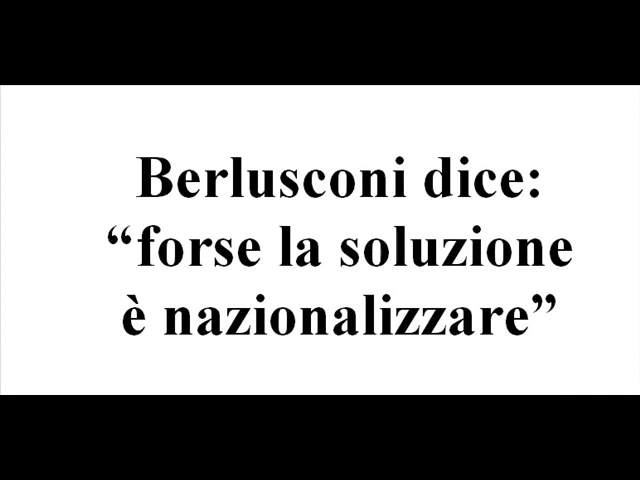 Berlusconi dice:
“forse la soluzione
è nazionalizzare”